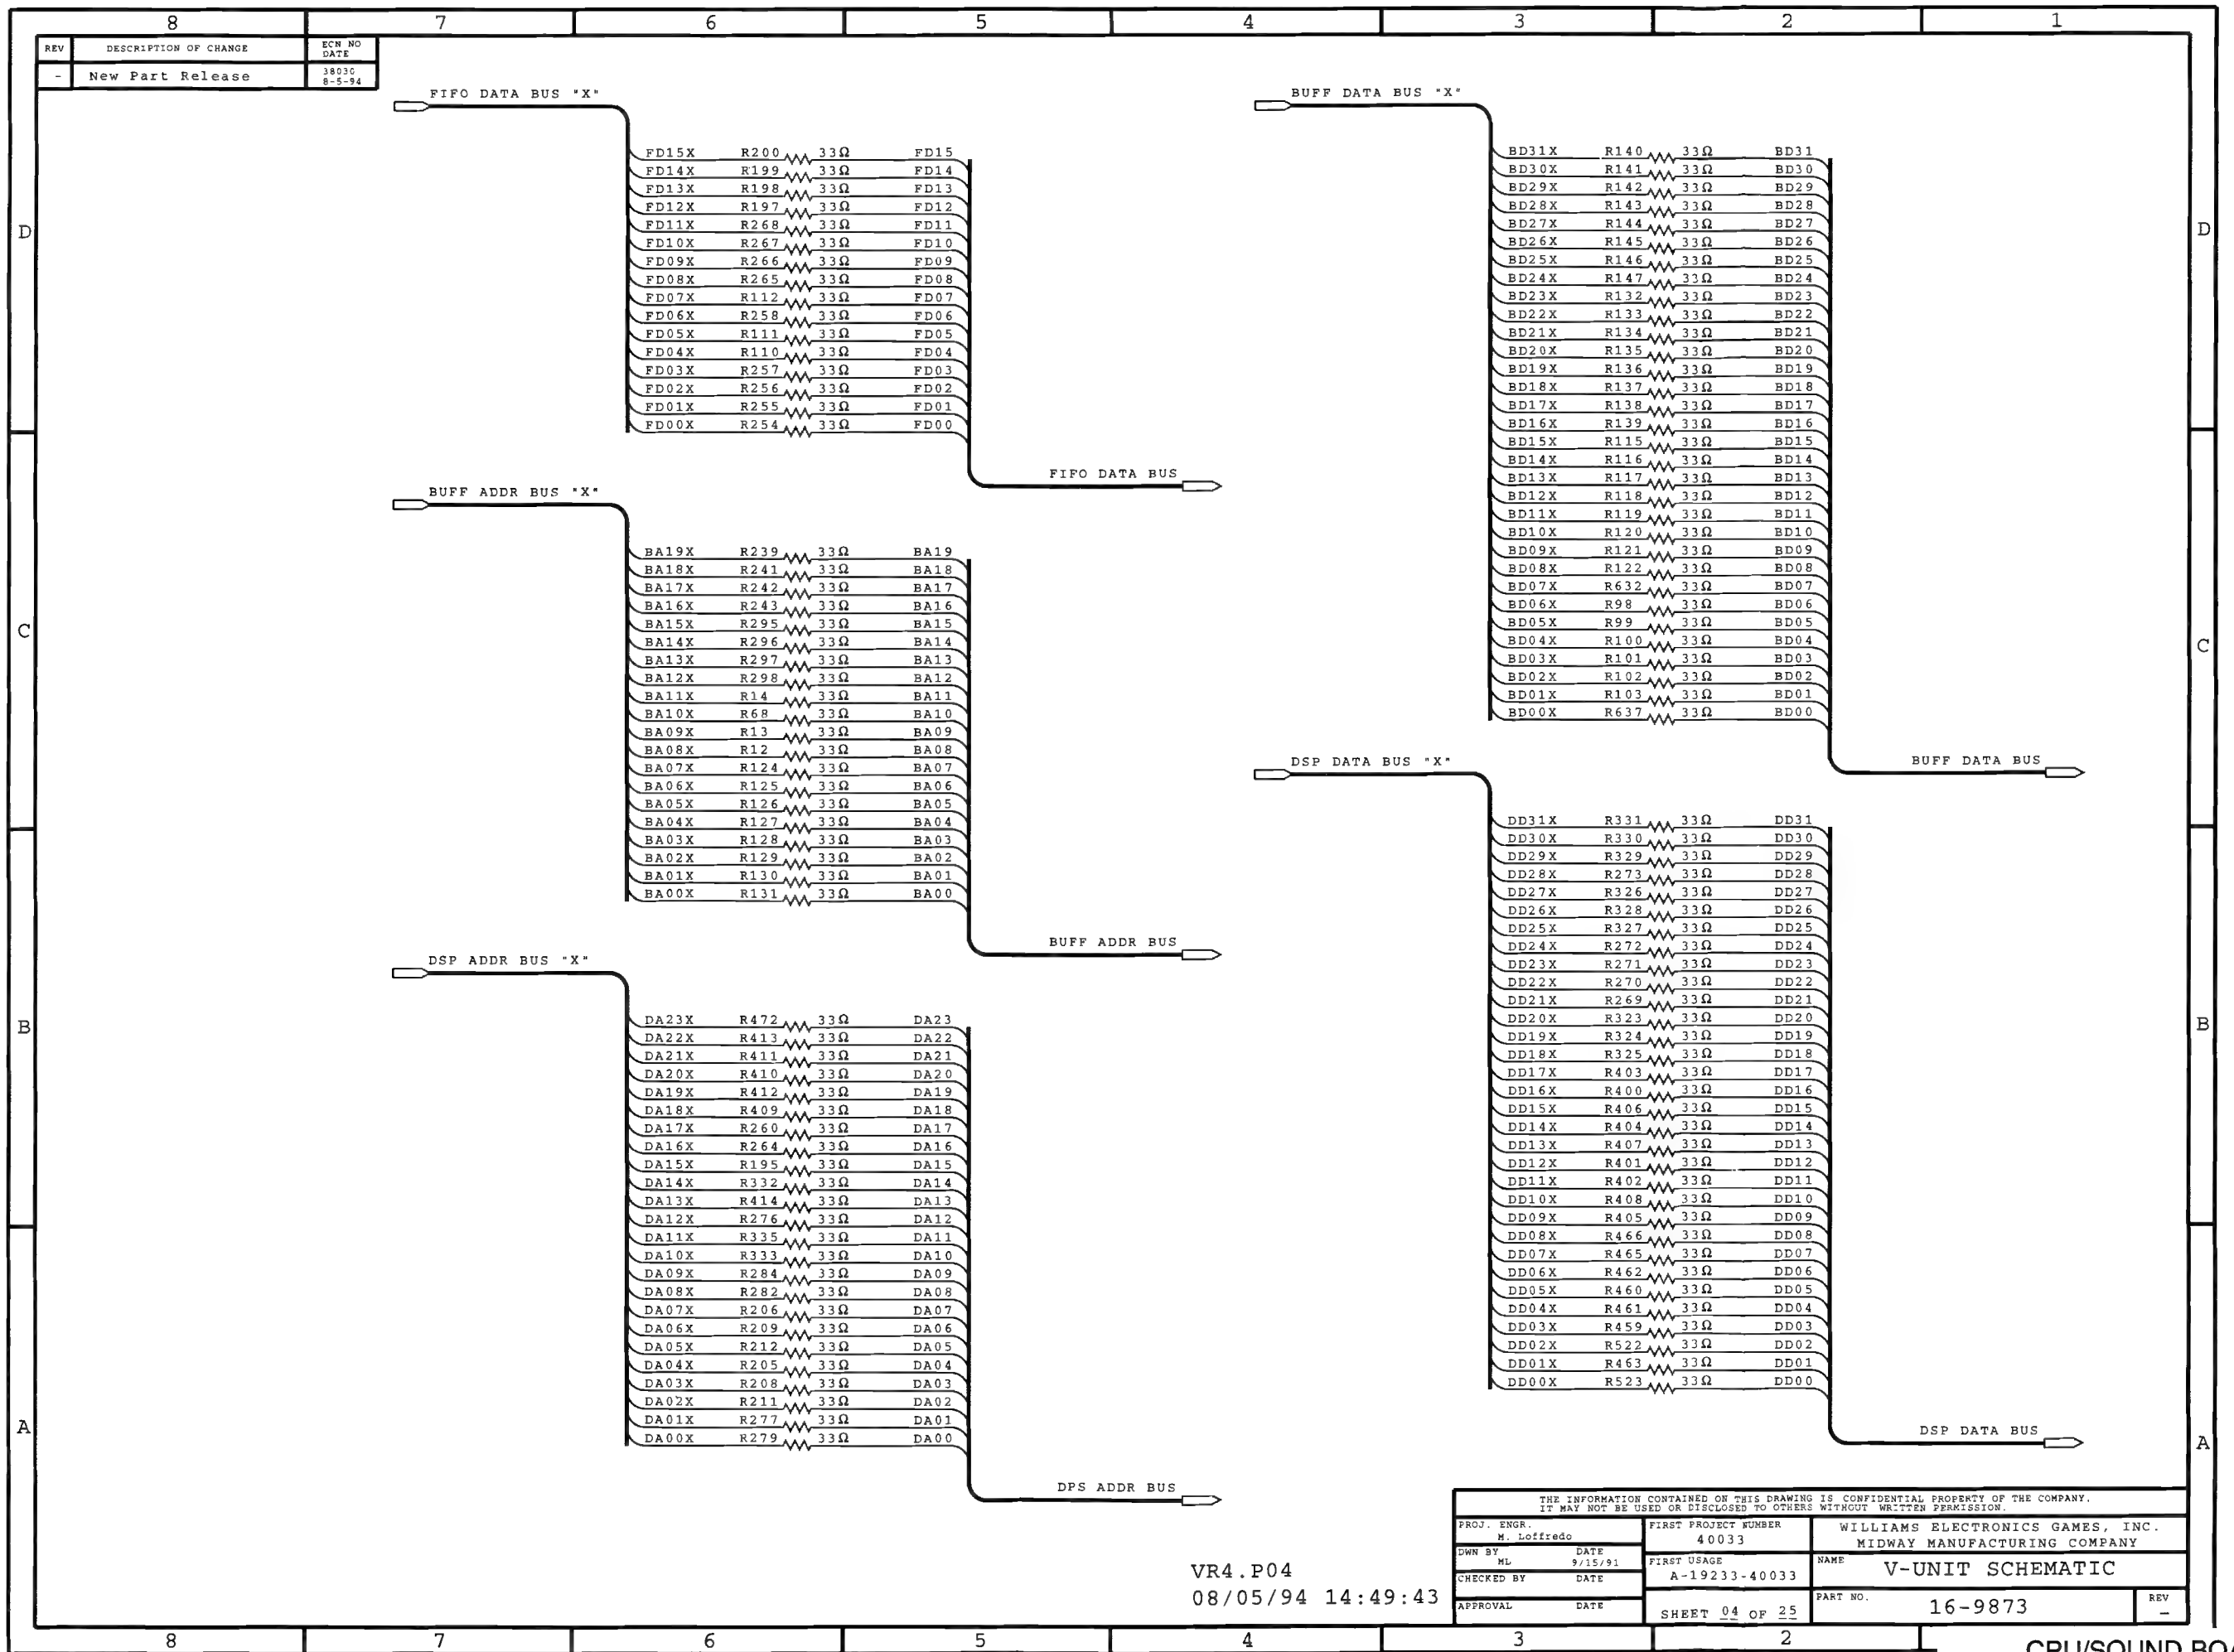 8 7 6 5 4 3 2 1
REV DESCRIPTION OF CHANGE ECN NO DATE
- New Part Release 38030 8-5-94
FIFO DATA BUS "X"
FD15X R200 33Ω FD15
FD14X R199 33Ω FD14
FD13X R198 33Ω FD13
FD12X R197 33Ω FD12
FD11X R268 33Ω FD11
FD10X R267 33Ω FD10
FD09X R266 33Ω FD09
FD08X R265 33Ω FD08
FD07X R112 33Ω FD07
FD06X R258 33Ω FD06
FD05X R111 33Ω FD05
FD04X R110 33Ω FD04
FD03X R257 33Ω FD03
FD02X R256 33Ω FD02
FD01X R255 33Ω FD01
FD00X R254 33Ω FD00
FIFO DATA BUS
BUFF ADDR BUS "X"
BA19X R239 33Ω BA19
BA18X R241 33Ω BA18
BA17X R242 33Ω BA17
BA16X R243 33Ω BA16
BA15X R295 33Ω BA15
BA14X R296 33Ω BA14
BA13X R297 33Ω BA13
BA12X R298 33Ω BA12
BA11X R14 33Ω BA11
BA10X R68 33Ω BA10
BA09X R13 33Ω BA09
BA08X R12 33Ω BA08
BA07X R124 33Ω BA07
BA06X R125 33Ω BA06
BA05X R126 33Ω BA05
BA04X R127 33Ω BA04
BA03X R128 33Ω BA03
BA02X R129 33Ω BA02
BA01X R130 33Ω BA01
BA00X R131 33Ω BA00
BUFF ADDR BUS
DSP ADDR BUS "X"
DA23X R472 33Ω DA23
DA22X R413 33Ω DA22
DA21X R411 33Ω DA21
DA20X R410 33Ω DA20
DA19X R412 33Ω DA19
DA18X R409 33Ω DA18
DA17X R260 33Ω DA17
DA16X R264 33Ω DA16
DA15X R195 33Ω DA15
DA14X R332 33Ω DA14
DA13X R414 33Ω DA13
DA12X R276 33Ω DA12
DA11X R335 33Ω DA11
DA10X R333 33Ω DA10
DA09X R284 33Ω DA09
DA08X R282 33Ω DA08
DA07X R206 33Ω DA07
DA06X R209 33Ω DA06
DA05X R212 33Ω DA05
DA04X R205 33Ω DA04
DA03X R208 33Ω DA03
DA02X R211 33Ω DA02
DA01X R277 33Ω DA01
DA00X R279 33Ω DA00
DPS ADDR BUS
BUFF DATA BUS "X"
BD31X R140 33Ω BD31
BD30X R141 33Ω BD30
BD29X R142 33Ω BD29
BD28X R143 33Ω BD28
BD27X R144 33Ω BD27
BD26X R145 33Ω BD26
BD25X R146 33Ω BD25
BD24X R147 33Ω BD24
BD23X R132 33Ω BD23
BD22X R133 33Ω BD22
BD21X R134 33Ω BD21
BD20X R135 33Ω BD20
BD19X R136 33Ω BD19
BD18X R137 33Ω BD18
BD17X R138 33Ω BD17
BD16X R139 33Ω BD16
BD15X R115 33Ω BD15
BD14X R116 33Ω BD14
BD13X R117 33Ω BD13
BD12X R118 33Ω BD12
BD11X R119 33Ω BD11
BD10X R120 33Ω BD10
BD09X R121 33Ω BD09
BD08X R122 33Ω BD08
BD07X R632 33Ω BD07
BD06X R98 33Ω BD06
BD05X R99 33Ω BD05
BD04X R100 33Ω BD04
BD03X R101 33Ω BD03
BD02X R102 33Ω BD02
BD01X R103 33Ω BD01
BD00X R637 33Ω BD00
BUFF DATA BUS
DSP DATA BUS "X"
DD31X R331 33Ω DD31
DD30X R330 33Ω DD30
DD29X R329 33Ω DD29
DD28X R273 33Ω DD28
DD27X R326 33Ω DD27
DD26X R328 33Ω DD26
DD25X R327 33Ω DD25
DD24X R272 33Ω DD24
DD23X R271 33Ω DD23
DD22X R270 33Ω DD22
DD21X R269 33Ω DD21
DD20X R323 33Ω DD20
DD19X R324 33Ω DD19
DD18X R325 33Ω DD18
DD17X R403 33Ω DD17
DD16X R400 33Ω DD16
DD15X R406 33Ω DD15
DD14X R404 33Ω DD14
DD13X R407 33Ω DD13
DD12X R401 33Ω DD12
DD11X R402 33Ω DD11
DD10X R408 33Ω DD10
DD09X R405 33Ω DD09
DD08X R466 33Ω DD08
DD07X R465 33Ω DD07
DD06X R462 33Ω DD06
DD05X R460 33Ω DD05
DD04X R461 33Ω DD04
DD03X R459 33Ω DD03
DD02X R522 33Ω DD02
DD01X R463 33Ω DD01
DD00X R523 33Ω DD00
DSP DATA BUS
D D
C C
B B
A A
VR4.P04
08/05/94 14:49:43
THE INFORMATION CONTAINED ON THIS DRAWING IS CONFIDENTIAL PROPERTY OF THE COMPANY.
IT MAY NOT BE USED OR DISCLOSED TO OTHERS WITHOUT WRITTEN PERMISSION.
PROJ. ENGR. M. Loffredo
DWN BY ML DATE 9/15/91
CHECKED BY DATE
APPROVAL DATE
FIRST PROJECT NUMBER
40033
FIRST USAGE
A-19233-40033
SHEET 04 OF 25
WILLIAMS ELECTRONICS GAMES, INC.
MIDWAY MANUFACTURING COMPANY
NAME V-UNIT SCHEMATIC
PART NO. 16-9873
REV -
8 7 6 5 4 3 2